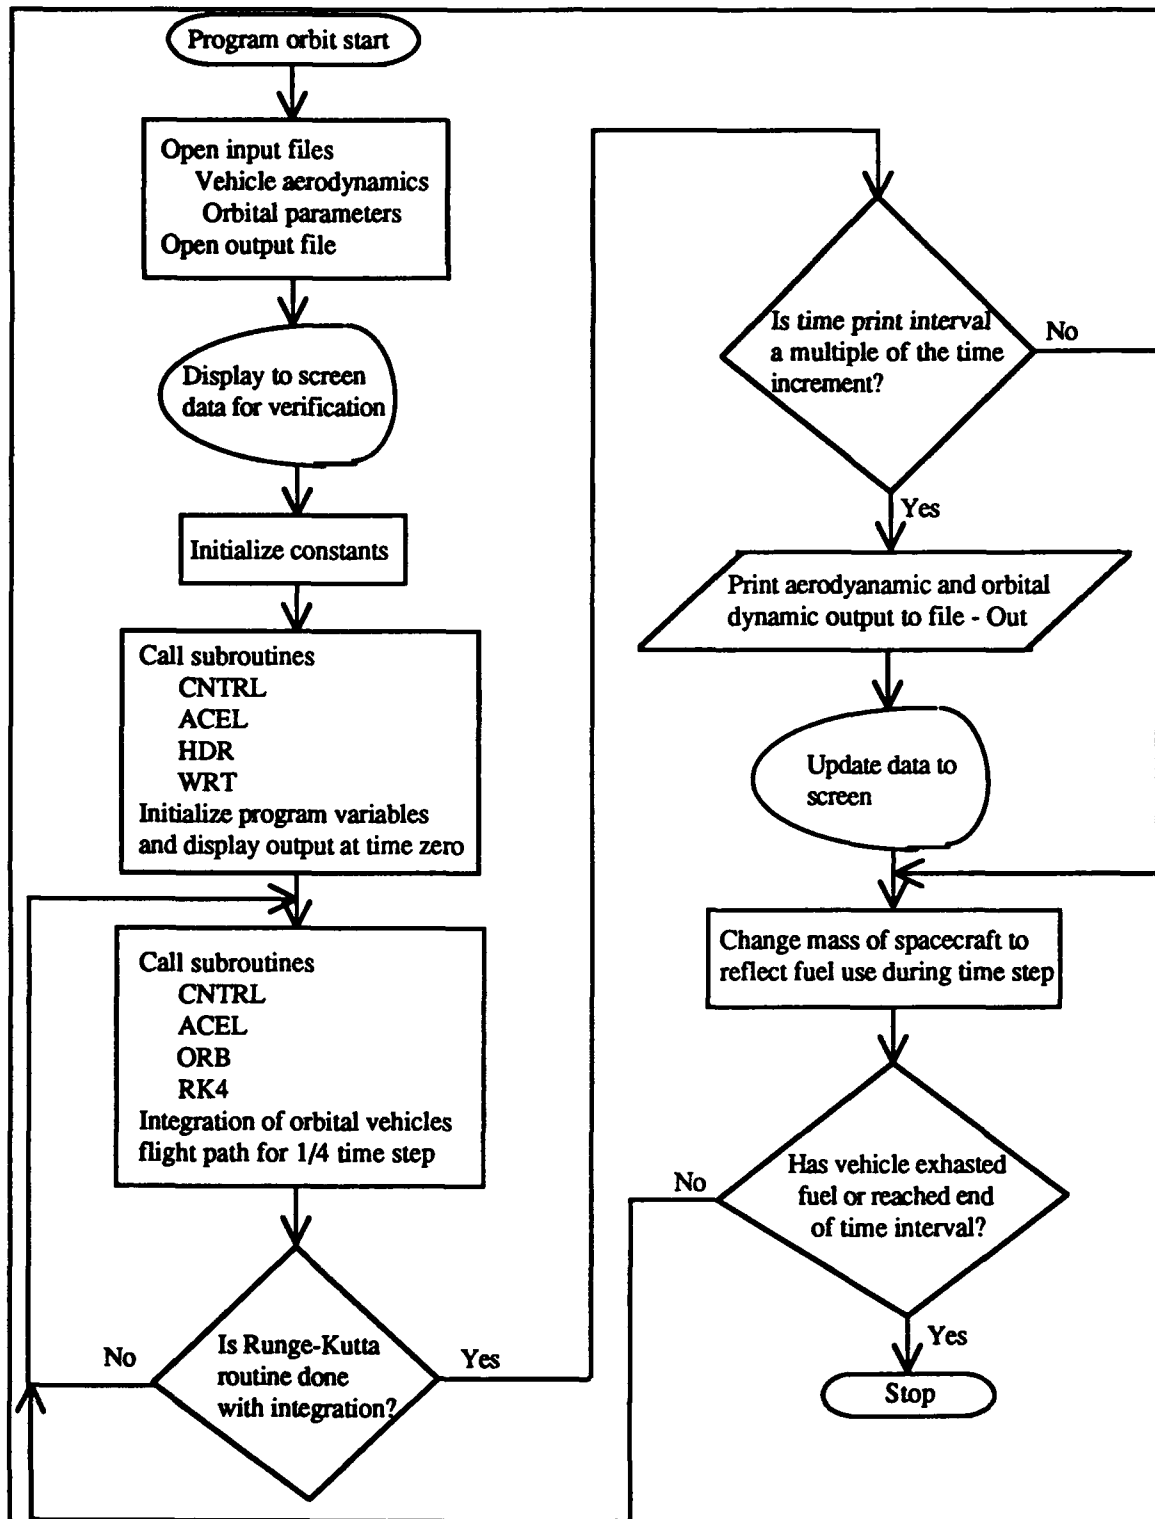 Program orbit start
Open input files
Vehicle aerodynamics
Orbital parameters
Open output file
Display to screen
data for verification
Initialize constants
Call subroutines
CNTRL
ACEL
HDR
WRT
Initialize program variables
and display output at time zero
Call subroutines
CNTRL
ACEL
ORB
RK4
Integration of orbital vehicles
flight path for 1/4 time step
Is Runge-Kutta
routine done
with integration?
No
Yes
Is time print interval
a multiple of the time
increment?
No
Yes
Print aerodyanamic and orbital
dynamic output to file - Out
Update data to
screen
Change mass of spacecraft to
reflect fuel use during time step
Has vehicle exhasted
fuel or reached end
of time interval?
No
Yes
Stop